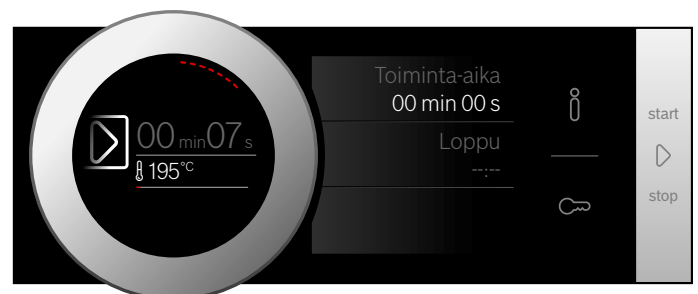 00 min 07 s
195°C
Toiminta-aika
00 min 00 s
Loppu
--:--
start
stop